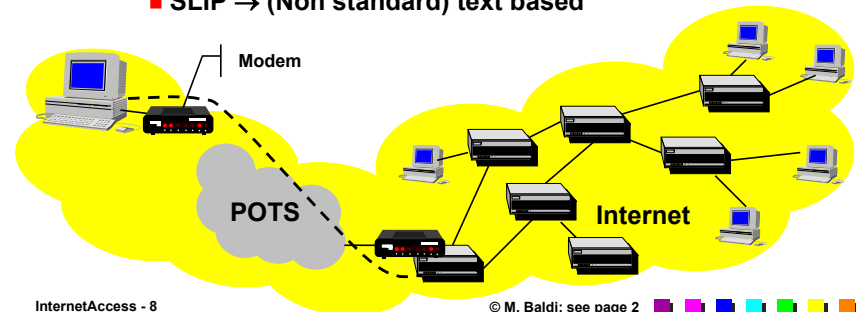 SLIP → (Non standard) text based
Modem
POTS
Internet
InternetAccess - 8
© M. Baldi: see page 2